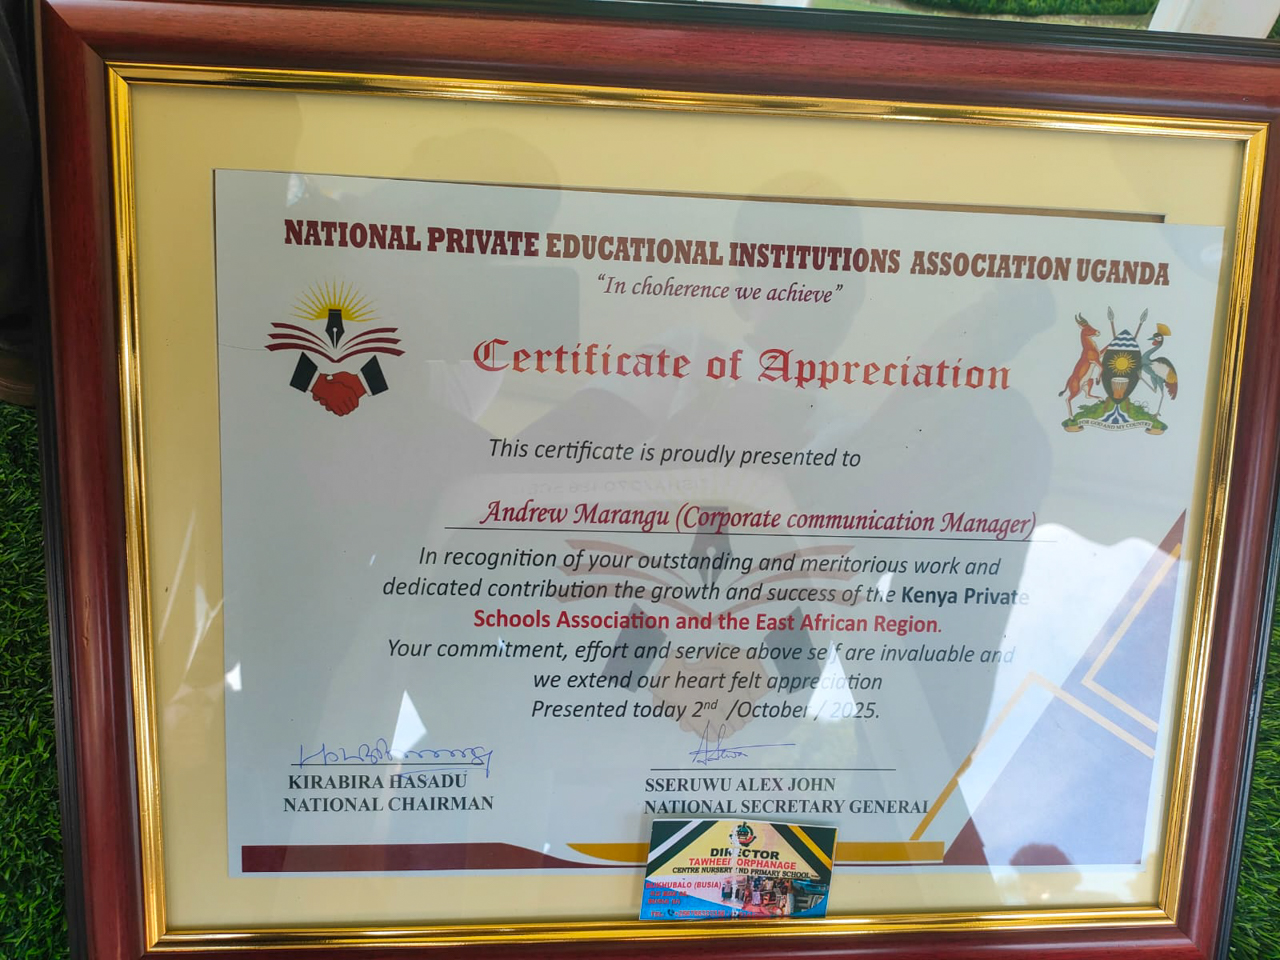 NATIONAL PRIVATE EDUCATIONAL INSTITUTIONS ASSOCIATION UGANDA
“In choherence we achieve”
Certificate of Appreciation
FOR GOD AND MY COUNTRY
This certificate is proudly presented to
Andrew Marangu (Corporate communication Manager)
In recognition of your outstanding and meritorious work and
dedicated contribution the growth and success of the Kenya Private
Schools Association and the East African Region.
Your commitment, effort and service above self are invaluable and
we extend our heart felt appreciation
Presented today 2nd /October / 2025.
KIRABIRA HASADU
NATIONAL CHAIRMAN
SSERUWU ALEX JOHN
NATIONAL SECRETARY GENERAL
DIRECTOR
TAWHEED ORPHANAGE
CENTRE NURSERY AND PRIMARY SCHOOL
(BUSIA)